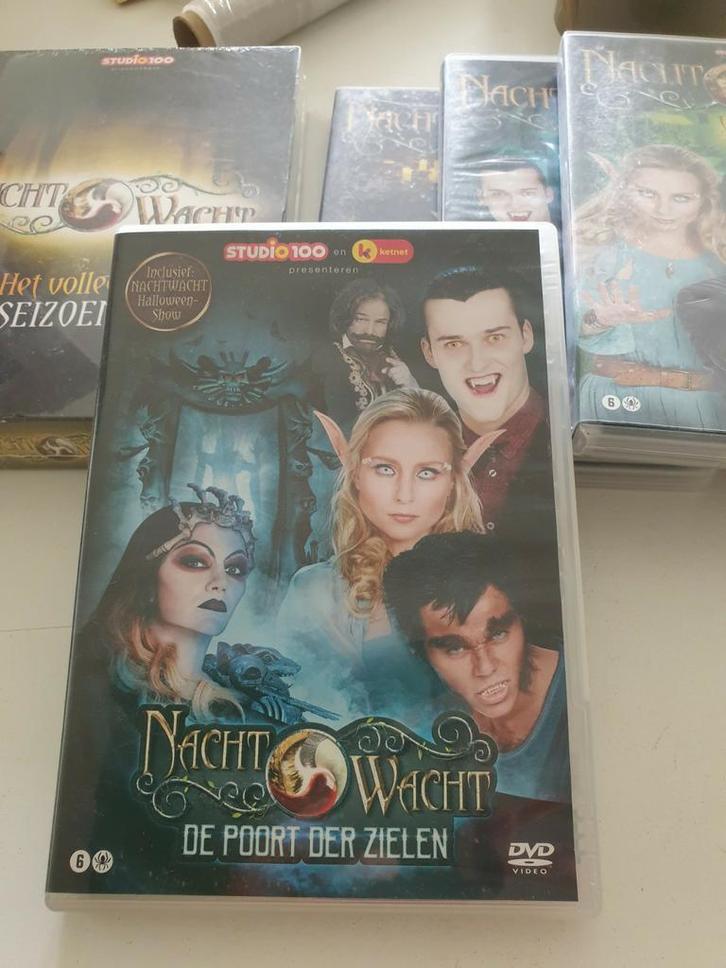 STUDIO 100
CHT WACHT
Het volle
SEIZOEN
NACHT
NACHT
NACHT
6
STUDIO 100 en k ketnet
presenteren
Inclusief:
NACHTWACHT
Halloween-
Show
NACHT WACHT
DE POORT DER ZIELEN
6
DVD
VIDEO